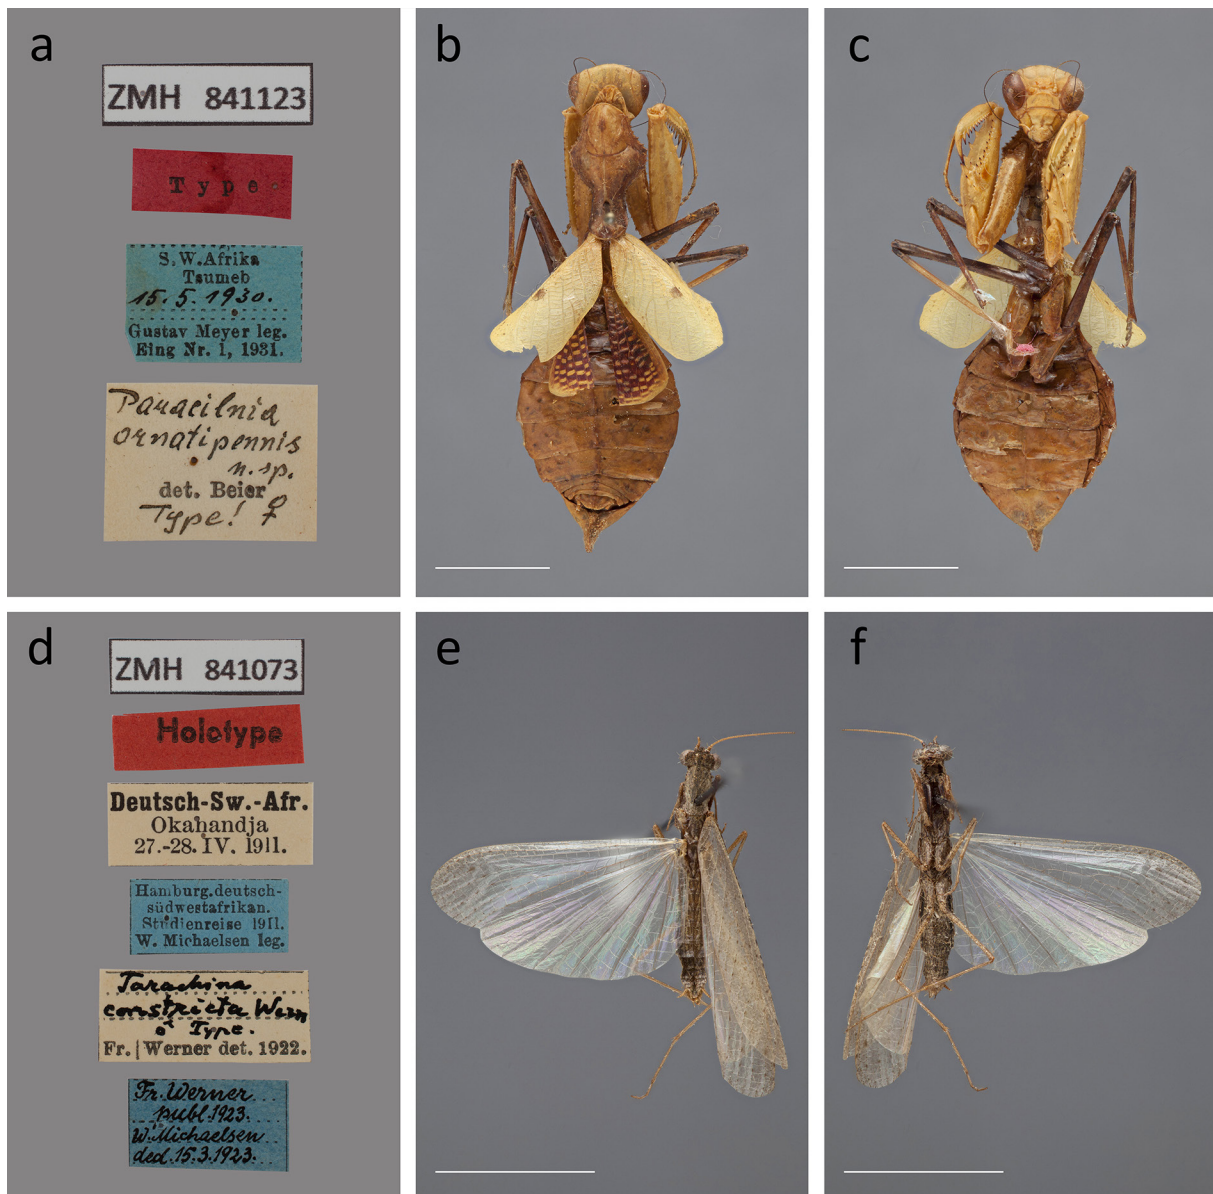 a
ZMH 841123
Type
S.W.Afrika
Tsumeb
15.5.1930.
Gustav Meyer leg.
Eing Nr. 1, 1931.
Paracilnia
ornatipennis
n.sp.
det. Beier
Type! ♀
b
c
d
ZMH 841073
Holotype
Deutsch-Sw.-Afr.
Okahandja
27.-28.IV. 1911.
Hamburg.deutsch-
südwestafrikan.
Studienreise 1911.
W. Michaelsen leg.
Tarachina
constricta Wern
♂ Type.
Fr. Werner det. 1922.
Fr. Werner
publ.1923.
W. Michaelsen
ded.15.3.1923.
e
f